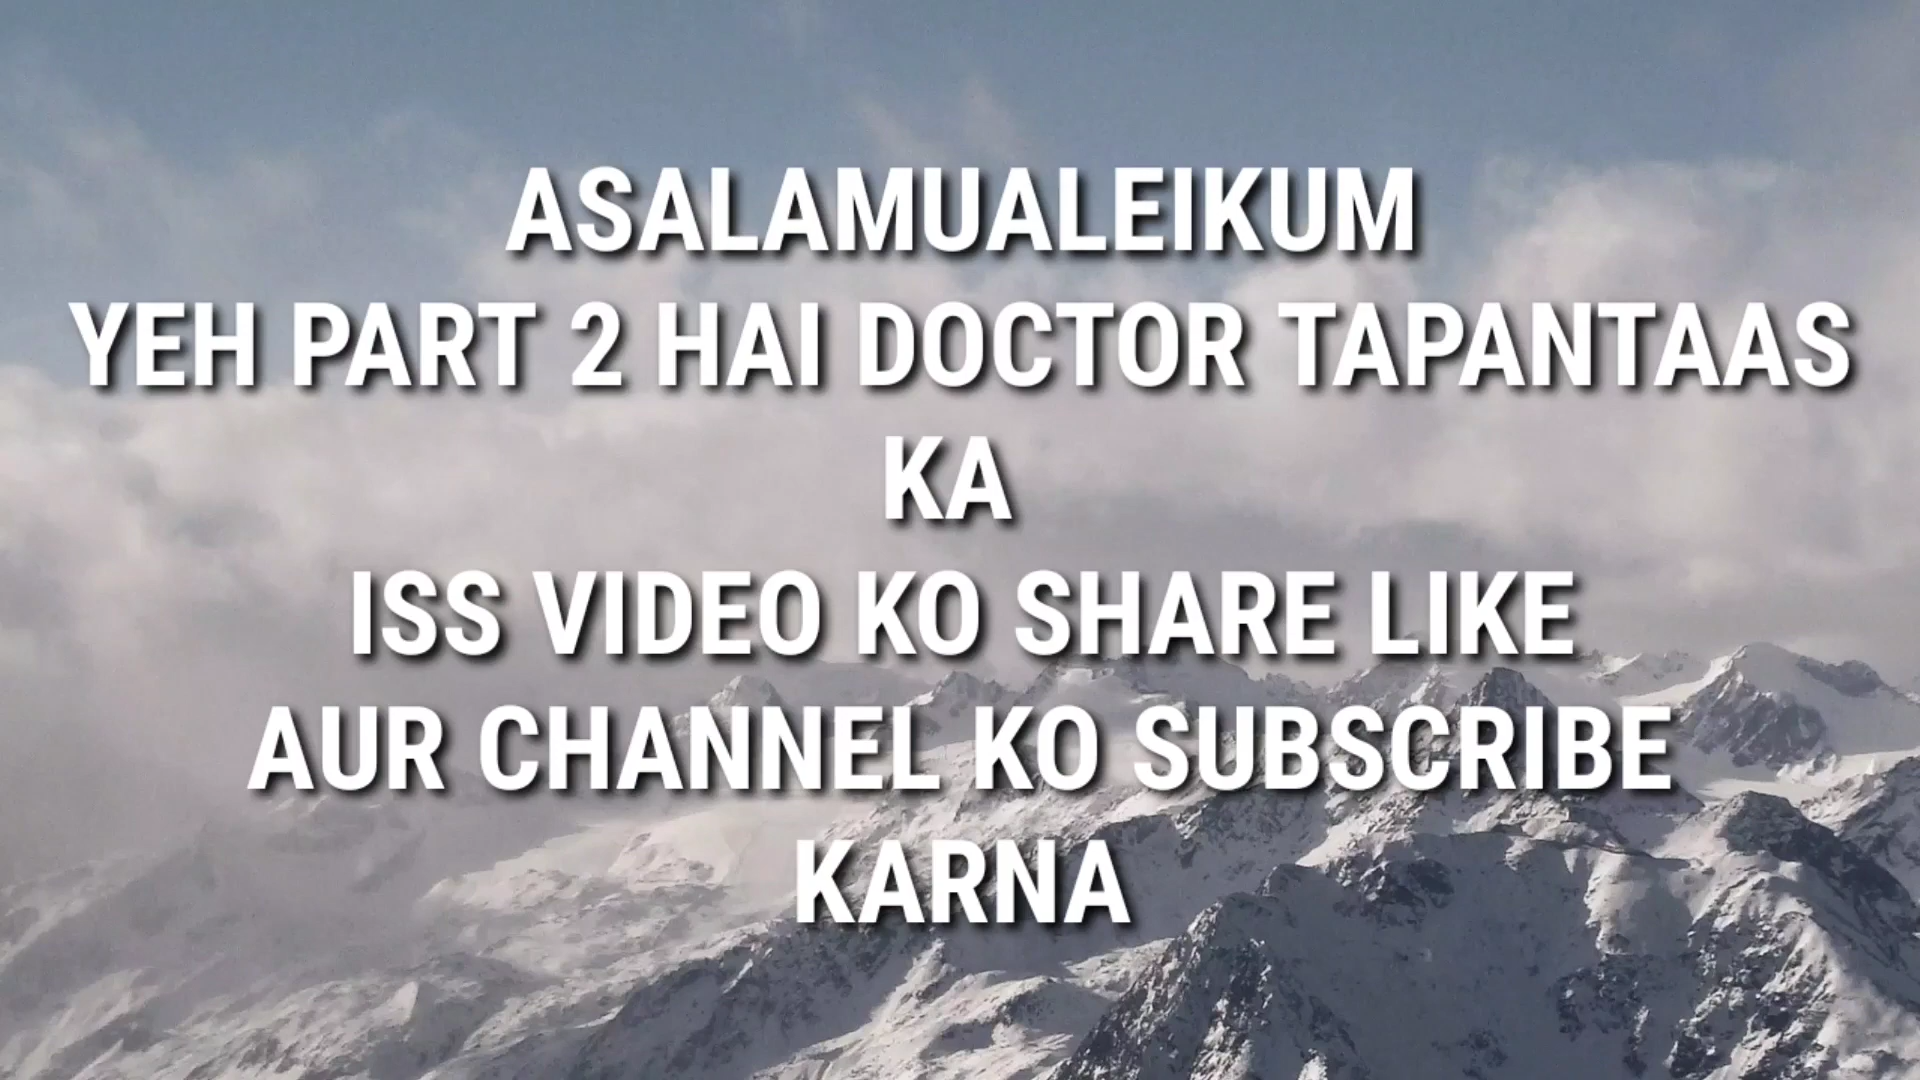 ASALAMUALEIKUM
YEH PART 2 HAI DOCTOR TAPANTAAS
KA
ISS VIDEO KO SHARE LIKE
AUR CHANNEL KO SUBSCRIBE
KARNA